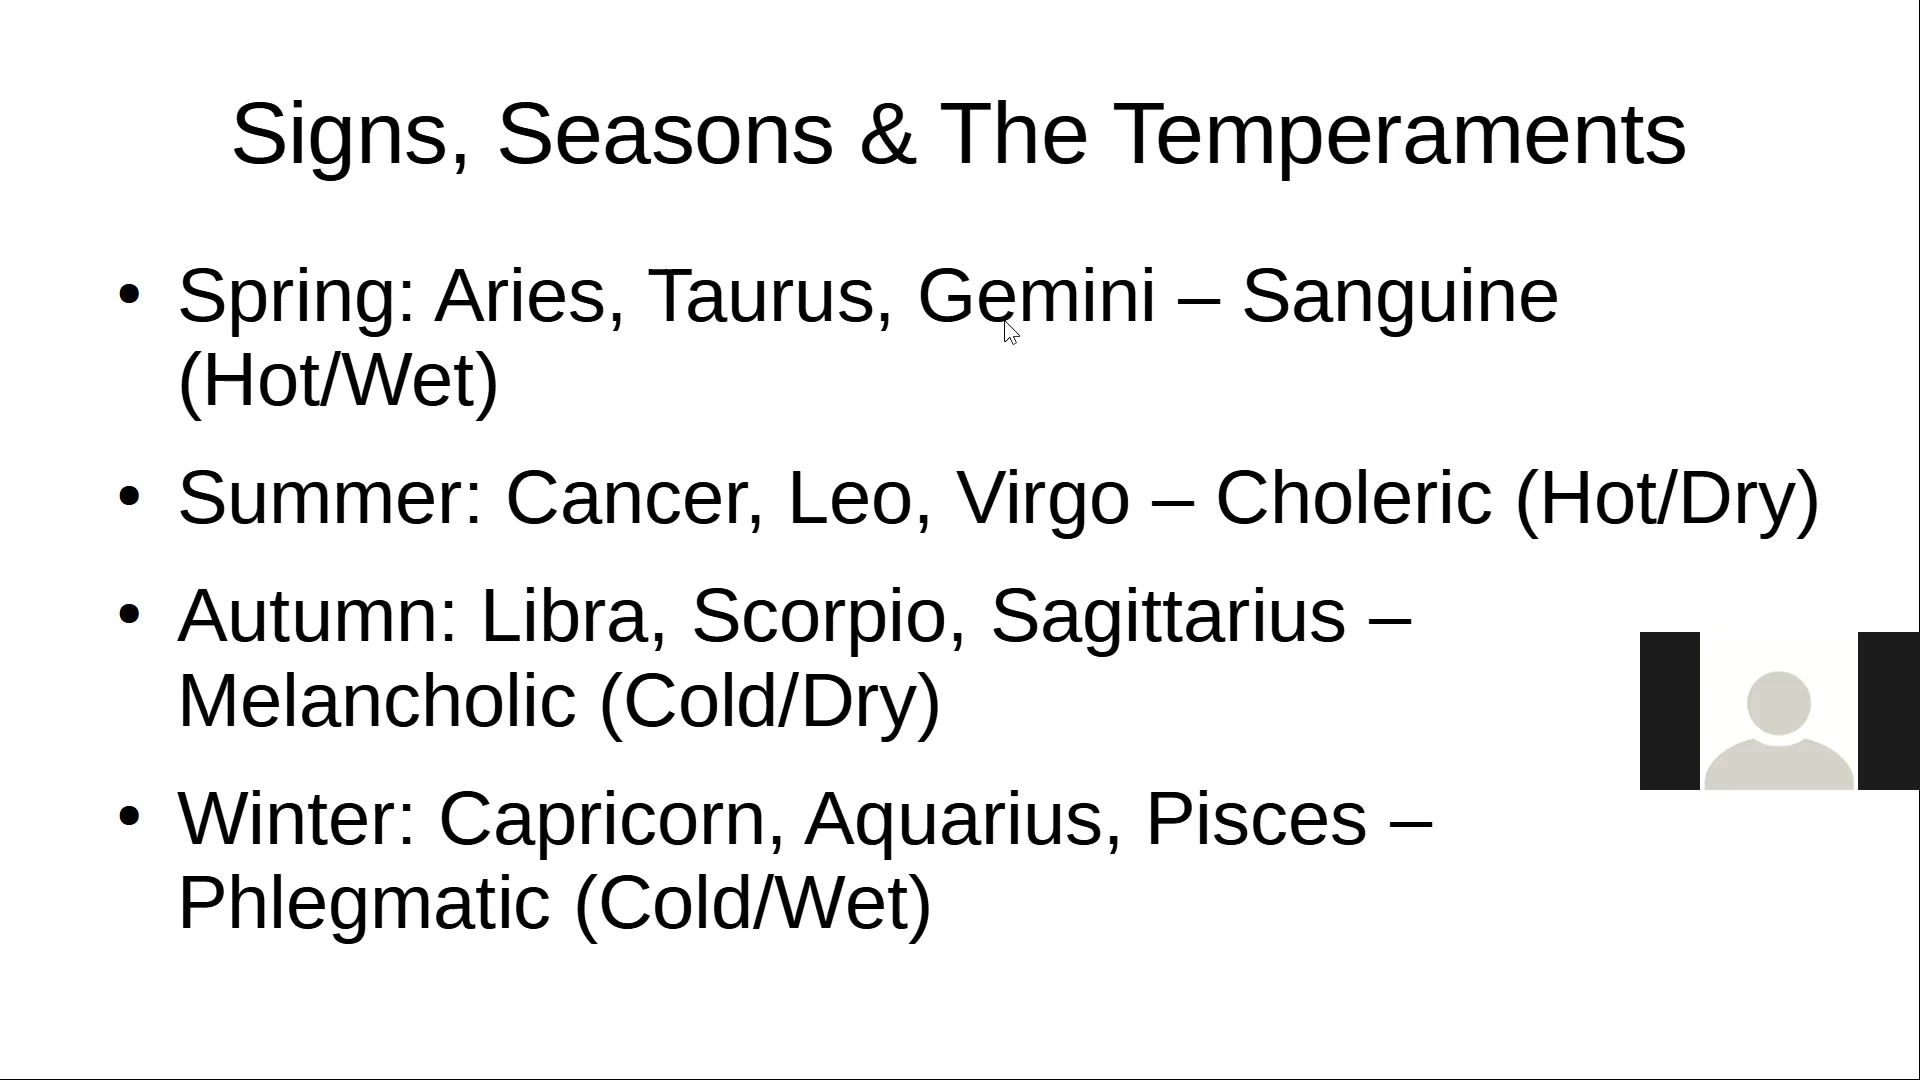 Signs, Seasons & The Temperaments
• Spring: Aries, Taurus, Gemini – Sanguine
(Hot/Wet)
• Summer: Cancer, Leo, Virgo – Choleric (Hot/Dry)
• Autumn: Libra, Scorpio, Sagittarius –
Melancholic (Cold/Dry)
• Winter: Capricorn, Aquarius, Pisces –
Phlegmatic (Cold/Wet)